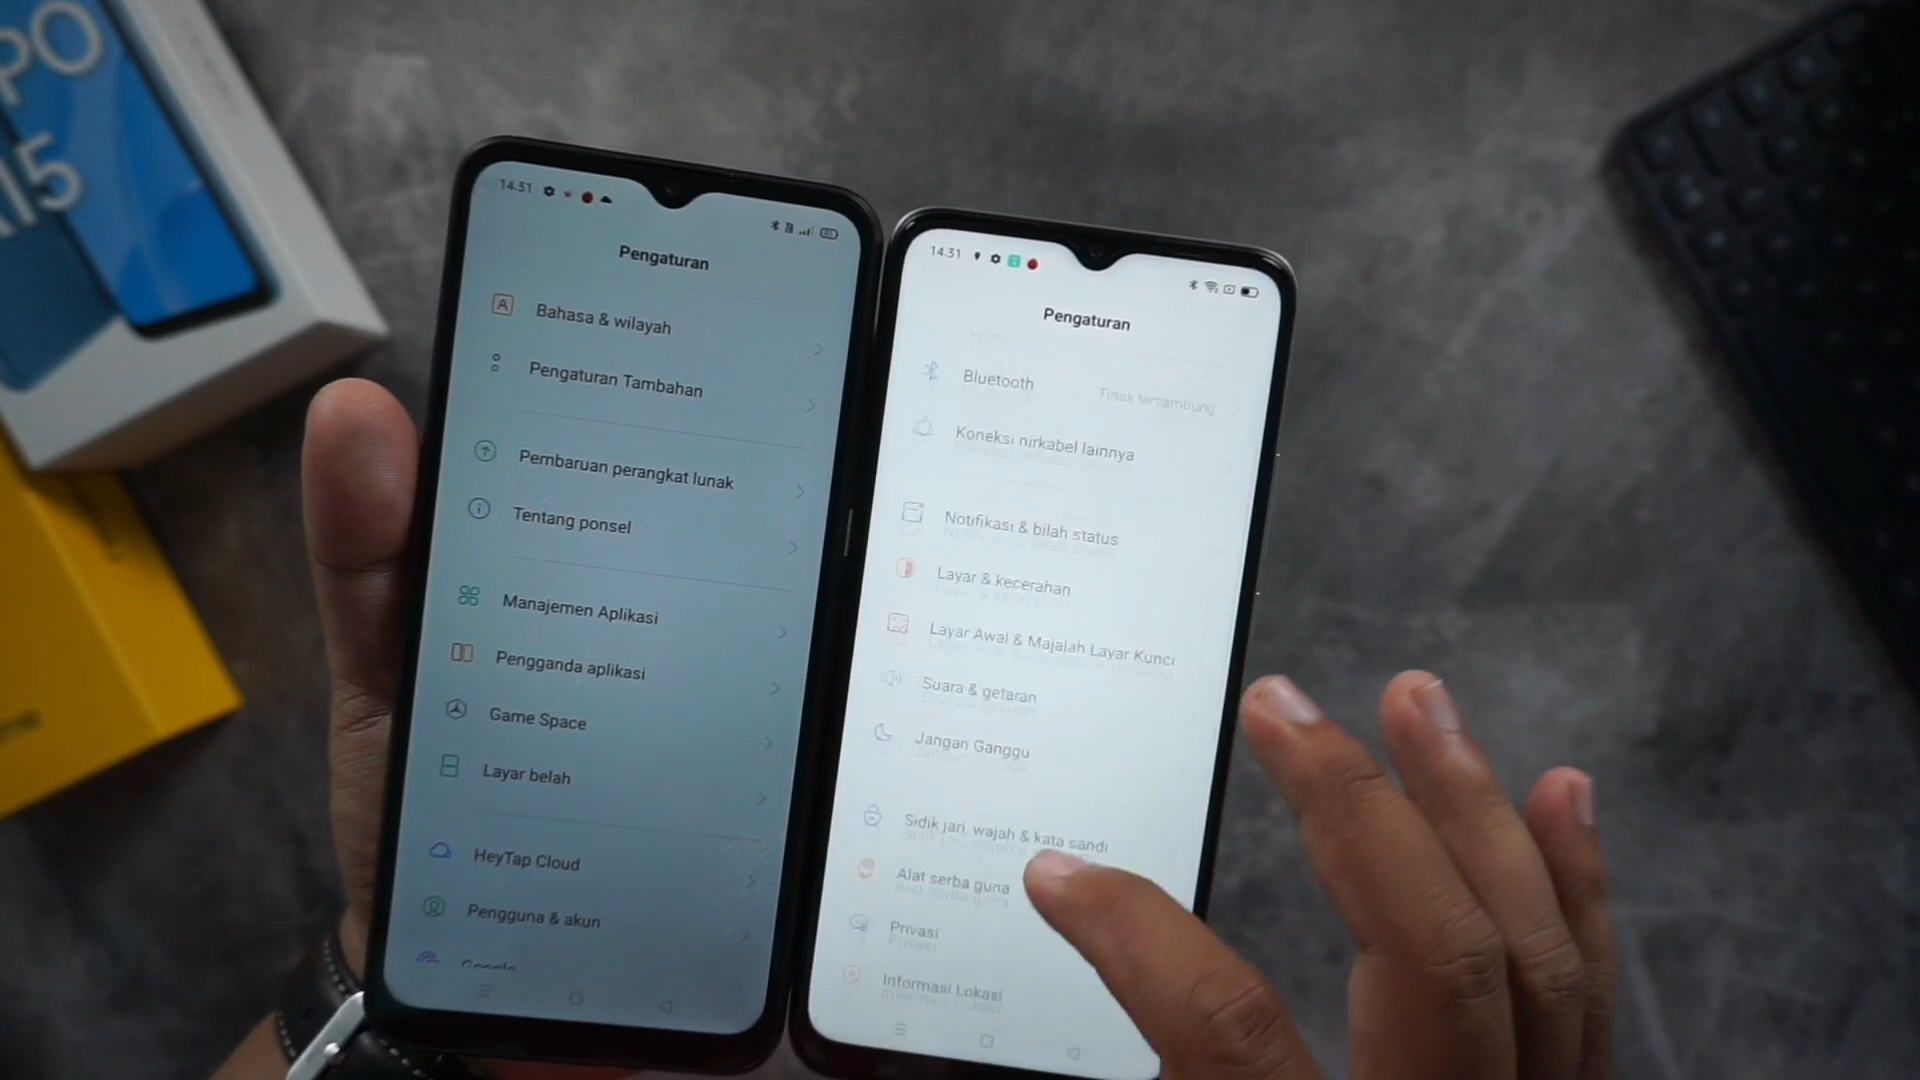 PO
A15
14.31
Pengaturan
Bahasa & wilayah
Pengaturan Tambahan
Pembaruan perangkat lunak
Tentang ponsel
Manajemen Aplikasi
Pengganda aplikasi
Game Space
Layar belah
HeyTap Cloud
Pengguna & akun
Google
14.31
Pengaturan
Bluetooth
Tidak tersambung
Koneksi nirkabel lainnya
Notifikasi & bilah status
Layar & kecerahan
Layar Awal & Majalah Layar Kunci
Suara & getaran
Jangan Ganggu
Sidik jari, wajah & kata sandi
Alat serba guna
Privasi
Informasi Lokasi